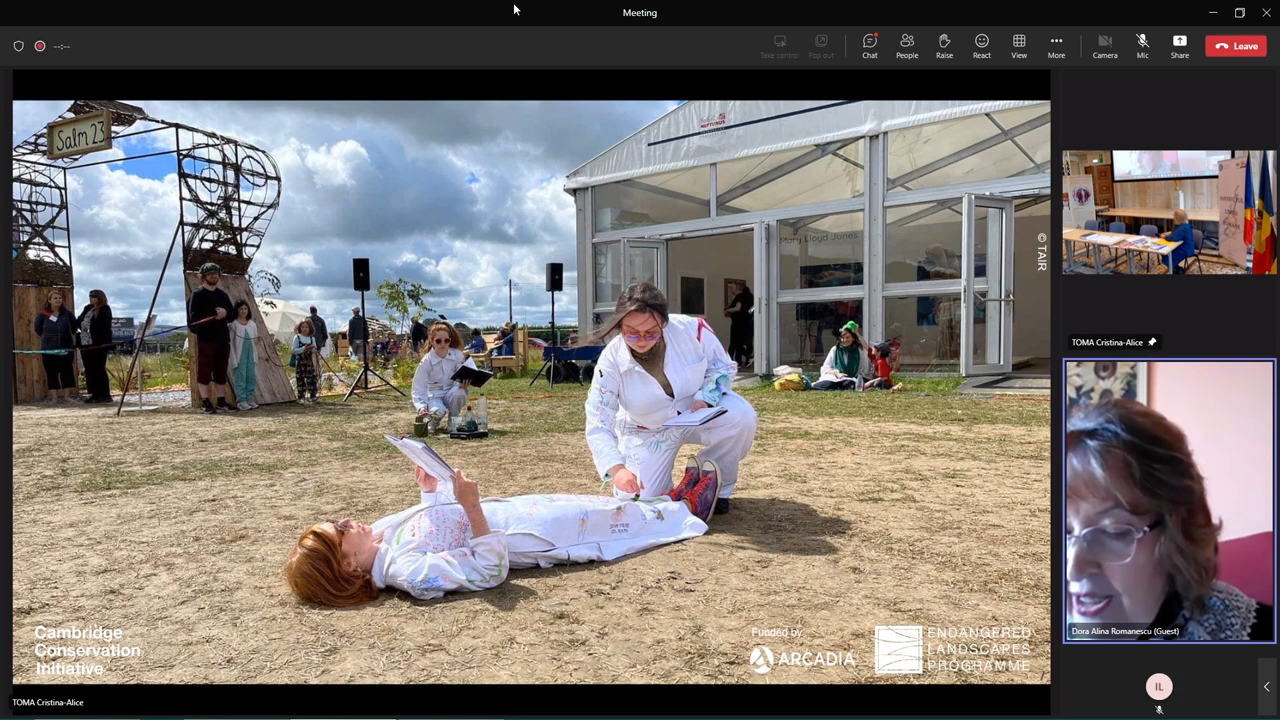 Meeting
--:--
Take control
Pop out
Chat
People
Raise
React
View
More
Camera
Mic
Share
Leave
Salm 23
Mary Lloyd Jones
© TAIR
TOMA Cristina-Alice
Dora Alina Romanescu (Guest)
Cambridge
Conservation
Initiative
Funded by
ARCADIA
ENDANGERED
LANDSCAPES
PROGRAMME
TOMA Cristina-Alice
IL